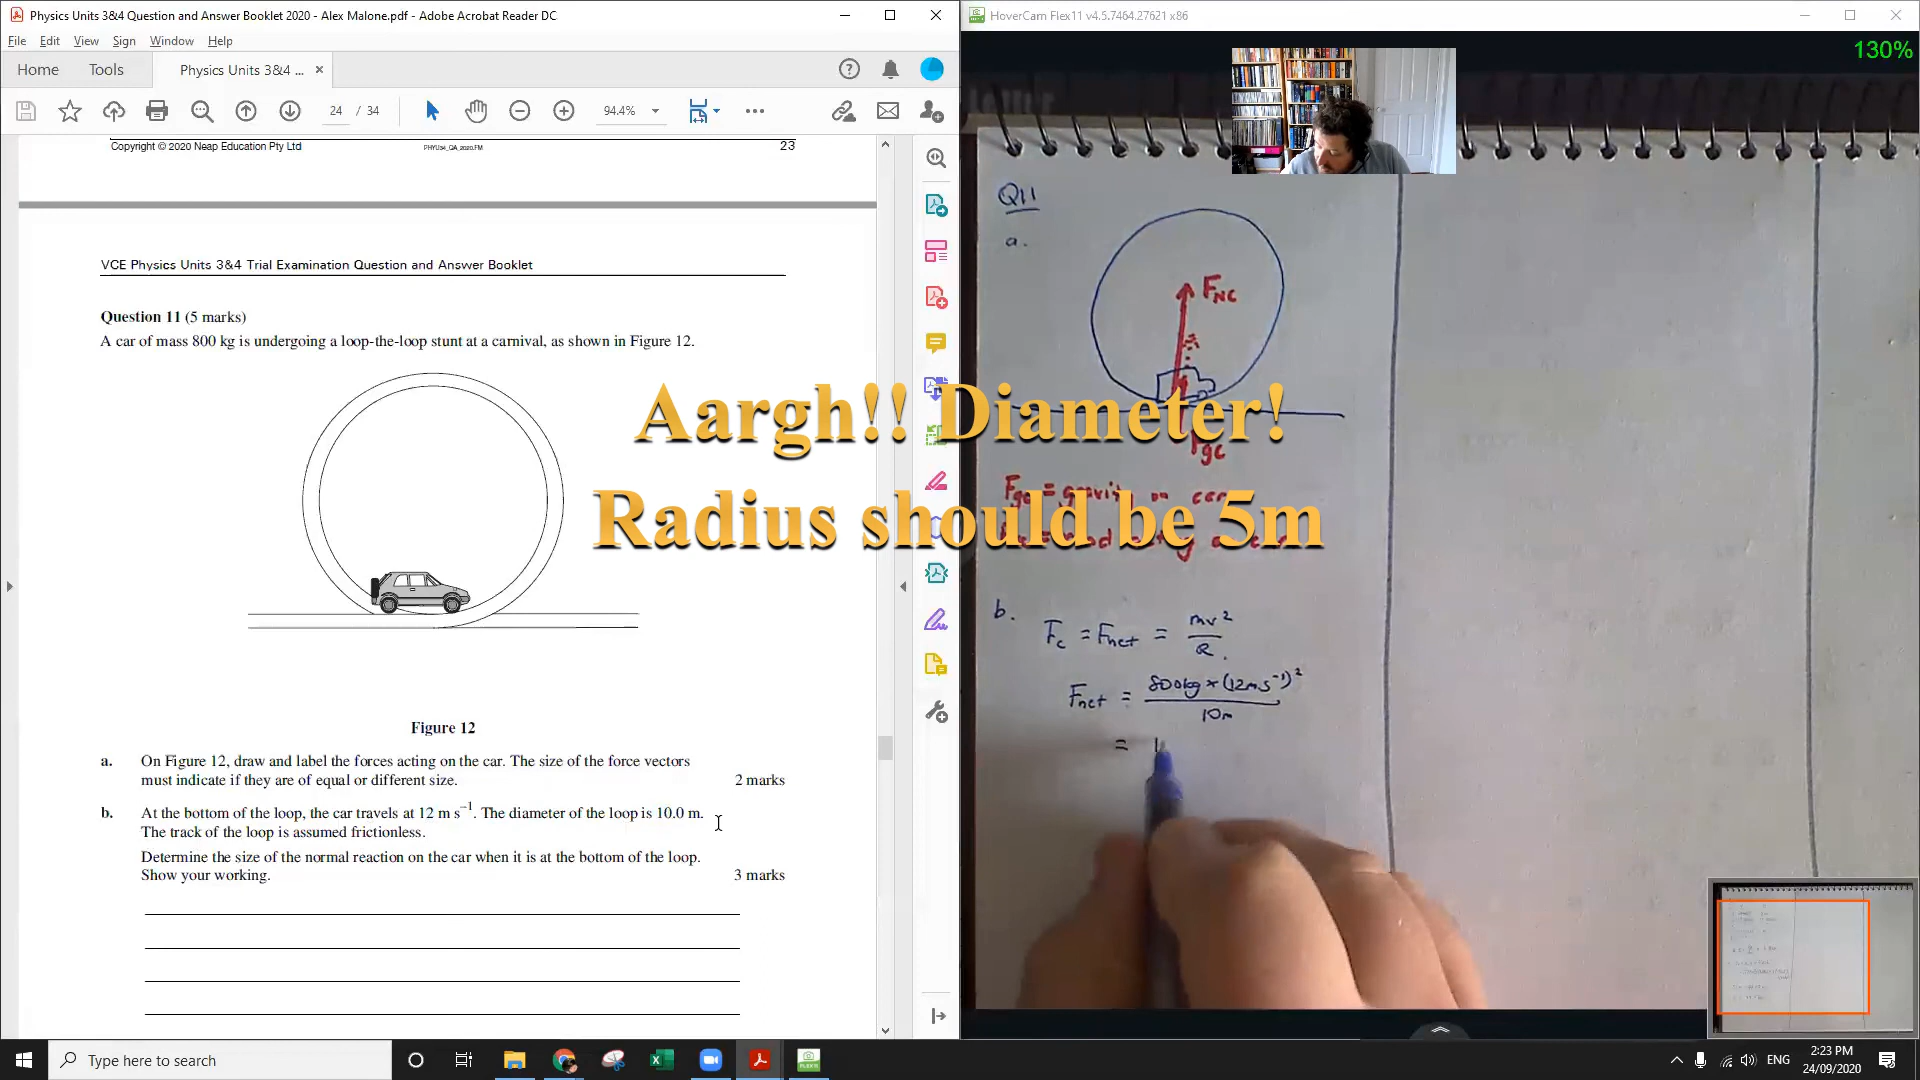 Physics Units 3&4 Question and Answer Booklet 2020 - Alex Malone.pdf - Adobe Acrobat Reader DC
File Edit View Sign Window Help
Home Tools Physics Units 3&4 ... ×
24 / 34 94.4%
Copyright © 2020 Neap Education Pty Ltd PHYU34_QA_2020.FM 23
VCE Physics Units 3&4 Trial Examination Question and Answer Booklet
Question 11 (5 marks)
A car of mass 800 kg is undergoing a loop-the-loop stunt at a carnival, as shown in Figure 12.
Figure 12
a. On Figure 12, draw and label the forces acting on the car. The size of the force vectors
must indicate if they are of equal or different size. 2 marks
b. At the bottom of the loop, the car travels at 12 m s⁻¹. The diameter of the loop is 10.0 m.
The track of the loop is assumed frictionless.
Determine the size of the normal reaction on the car when it is at the bottom of the loop.
Show your working. 3 marks
Aargh!! Diameter!
Radius should be 5m
HoverCam Flex11 v4.5.7464.27621 x86
130%
Q11
a.
F_NC
F_gc
F_gc = gravity on car
b.
F_c = F_net = mv² / R
F_net = 800kg × (12ms⁻¹)² / 10m
= 1
Type here to search
FLEX11
ENG
2:23 PM
24/09/2020